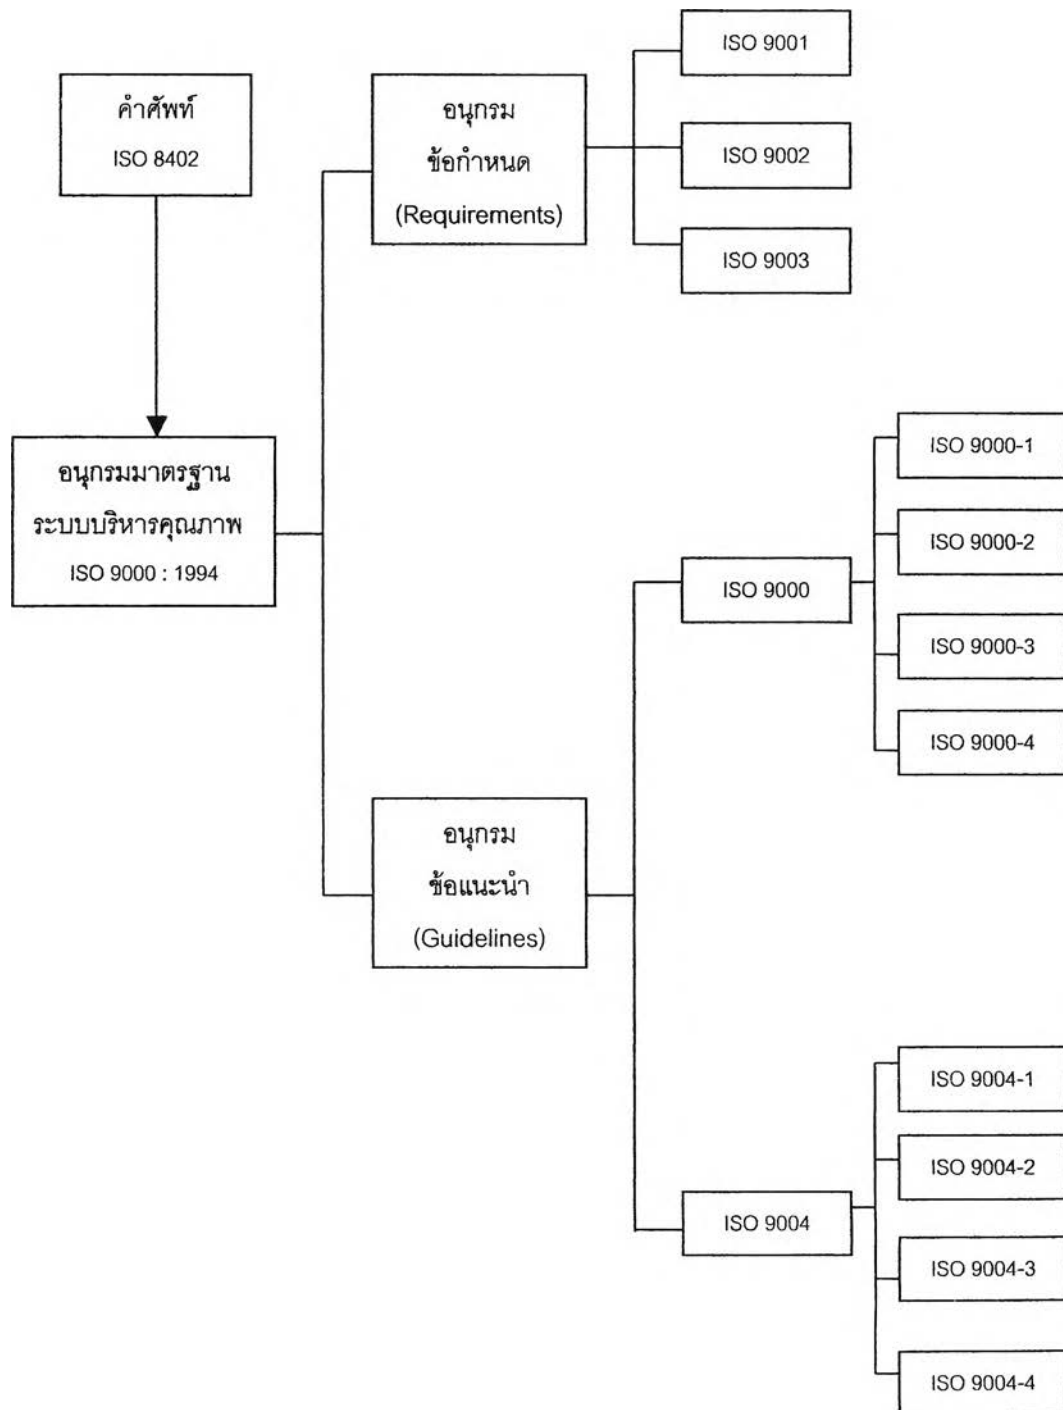 คำศัพท์
ISO 8402
อนุกรมมาตรฐาน
ระบบบริหารคุณภาพ
ISO 9000 : 1994
อนุกรม
ข้อกำหนด
(Requirements)
ISO 9001
ISO 9002
ISO 9003
อนุกรม
ข้อแนะนำ
(Guidelines)
ISO 9000
ISO 9000-1
ISO 9000-2
ISO 9000-3
ISO 9000-4
ISO 9004
ISO 9004-1
ISO 9004-2
ISO 9004-3
ISO 9004-4